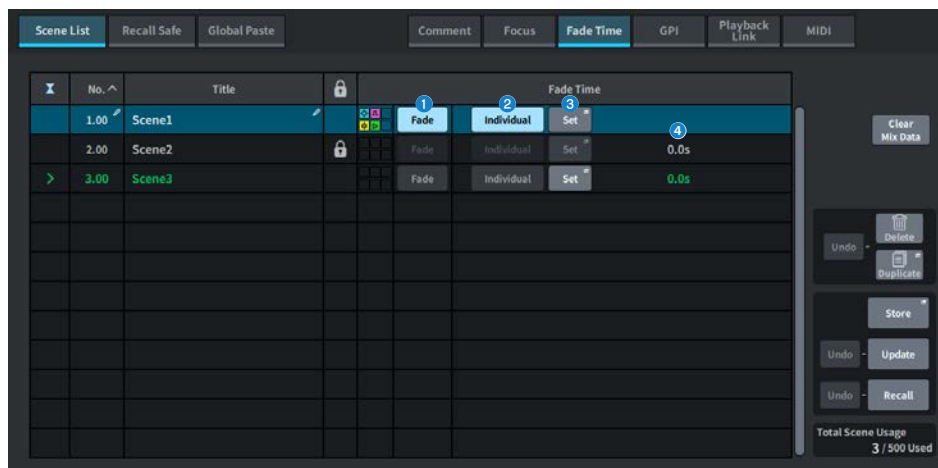 Scene List Recall Safe Global Paste Comment Focus Fade Time GPI Playback Link MIDI
No. Title Fade Time
1 2 3
1.00 Scene1 Fade Individual Set
4
Clear
Mix Data
2.00 Scene2 Fade Individual Set 0.0s
> 3.00 Scene3 Fade Individual Set 0.0s
Undo - Delete
Duplicate
Store
Undo - Update
Undo - Recall
Total Scene Usage
3 / 500 Used